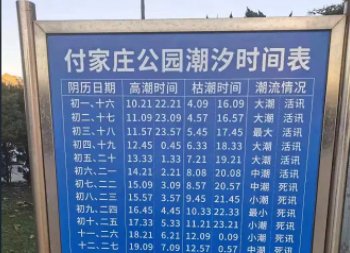 付家庄公园潮汐时间表
阴历日期 高潮时间 枯潮时间 潮流情况
初一、十六 10.21 22.21 4.09 16.09 大潮 活汛
初二、十七 11.09 23.09 4.57 16.57 大潮 活汛
初三、十八 11.57 23.57 5.45 17.45 最大 活汛
初四、十九 12.45 0.45 6.33 18.33 大潮 活汛
初五、二十 13.33 1.33 7.21 19.21 大潮 活汛
初六、二一 14.21 2.21 8.08 20.08 中潮 死汛
初七、二二 15.09 3.09 8.57 20.57 中潮 死汛
初八、二三 15.57 3.57 9.45 21.45 小潮 死汛
初九、二四 16.45 4.45 10.33 22.33 最小 死汛
初十、二五 17.33 5.33 11.21 23.21 小潮 死汛
十一、二六 18.21 6.21 12.09 0.09 小潮 死汛
十二、二七 19.09 7.09 12.57 0.57 中潮 死汛